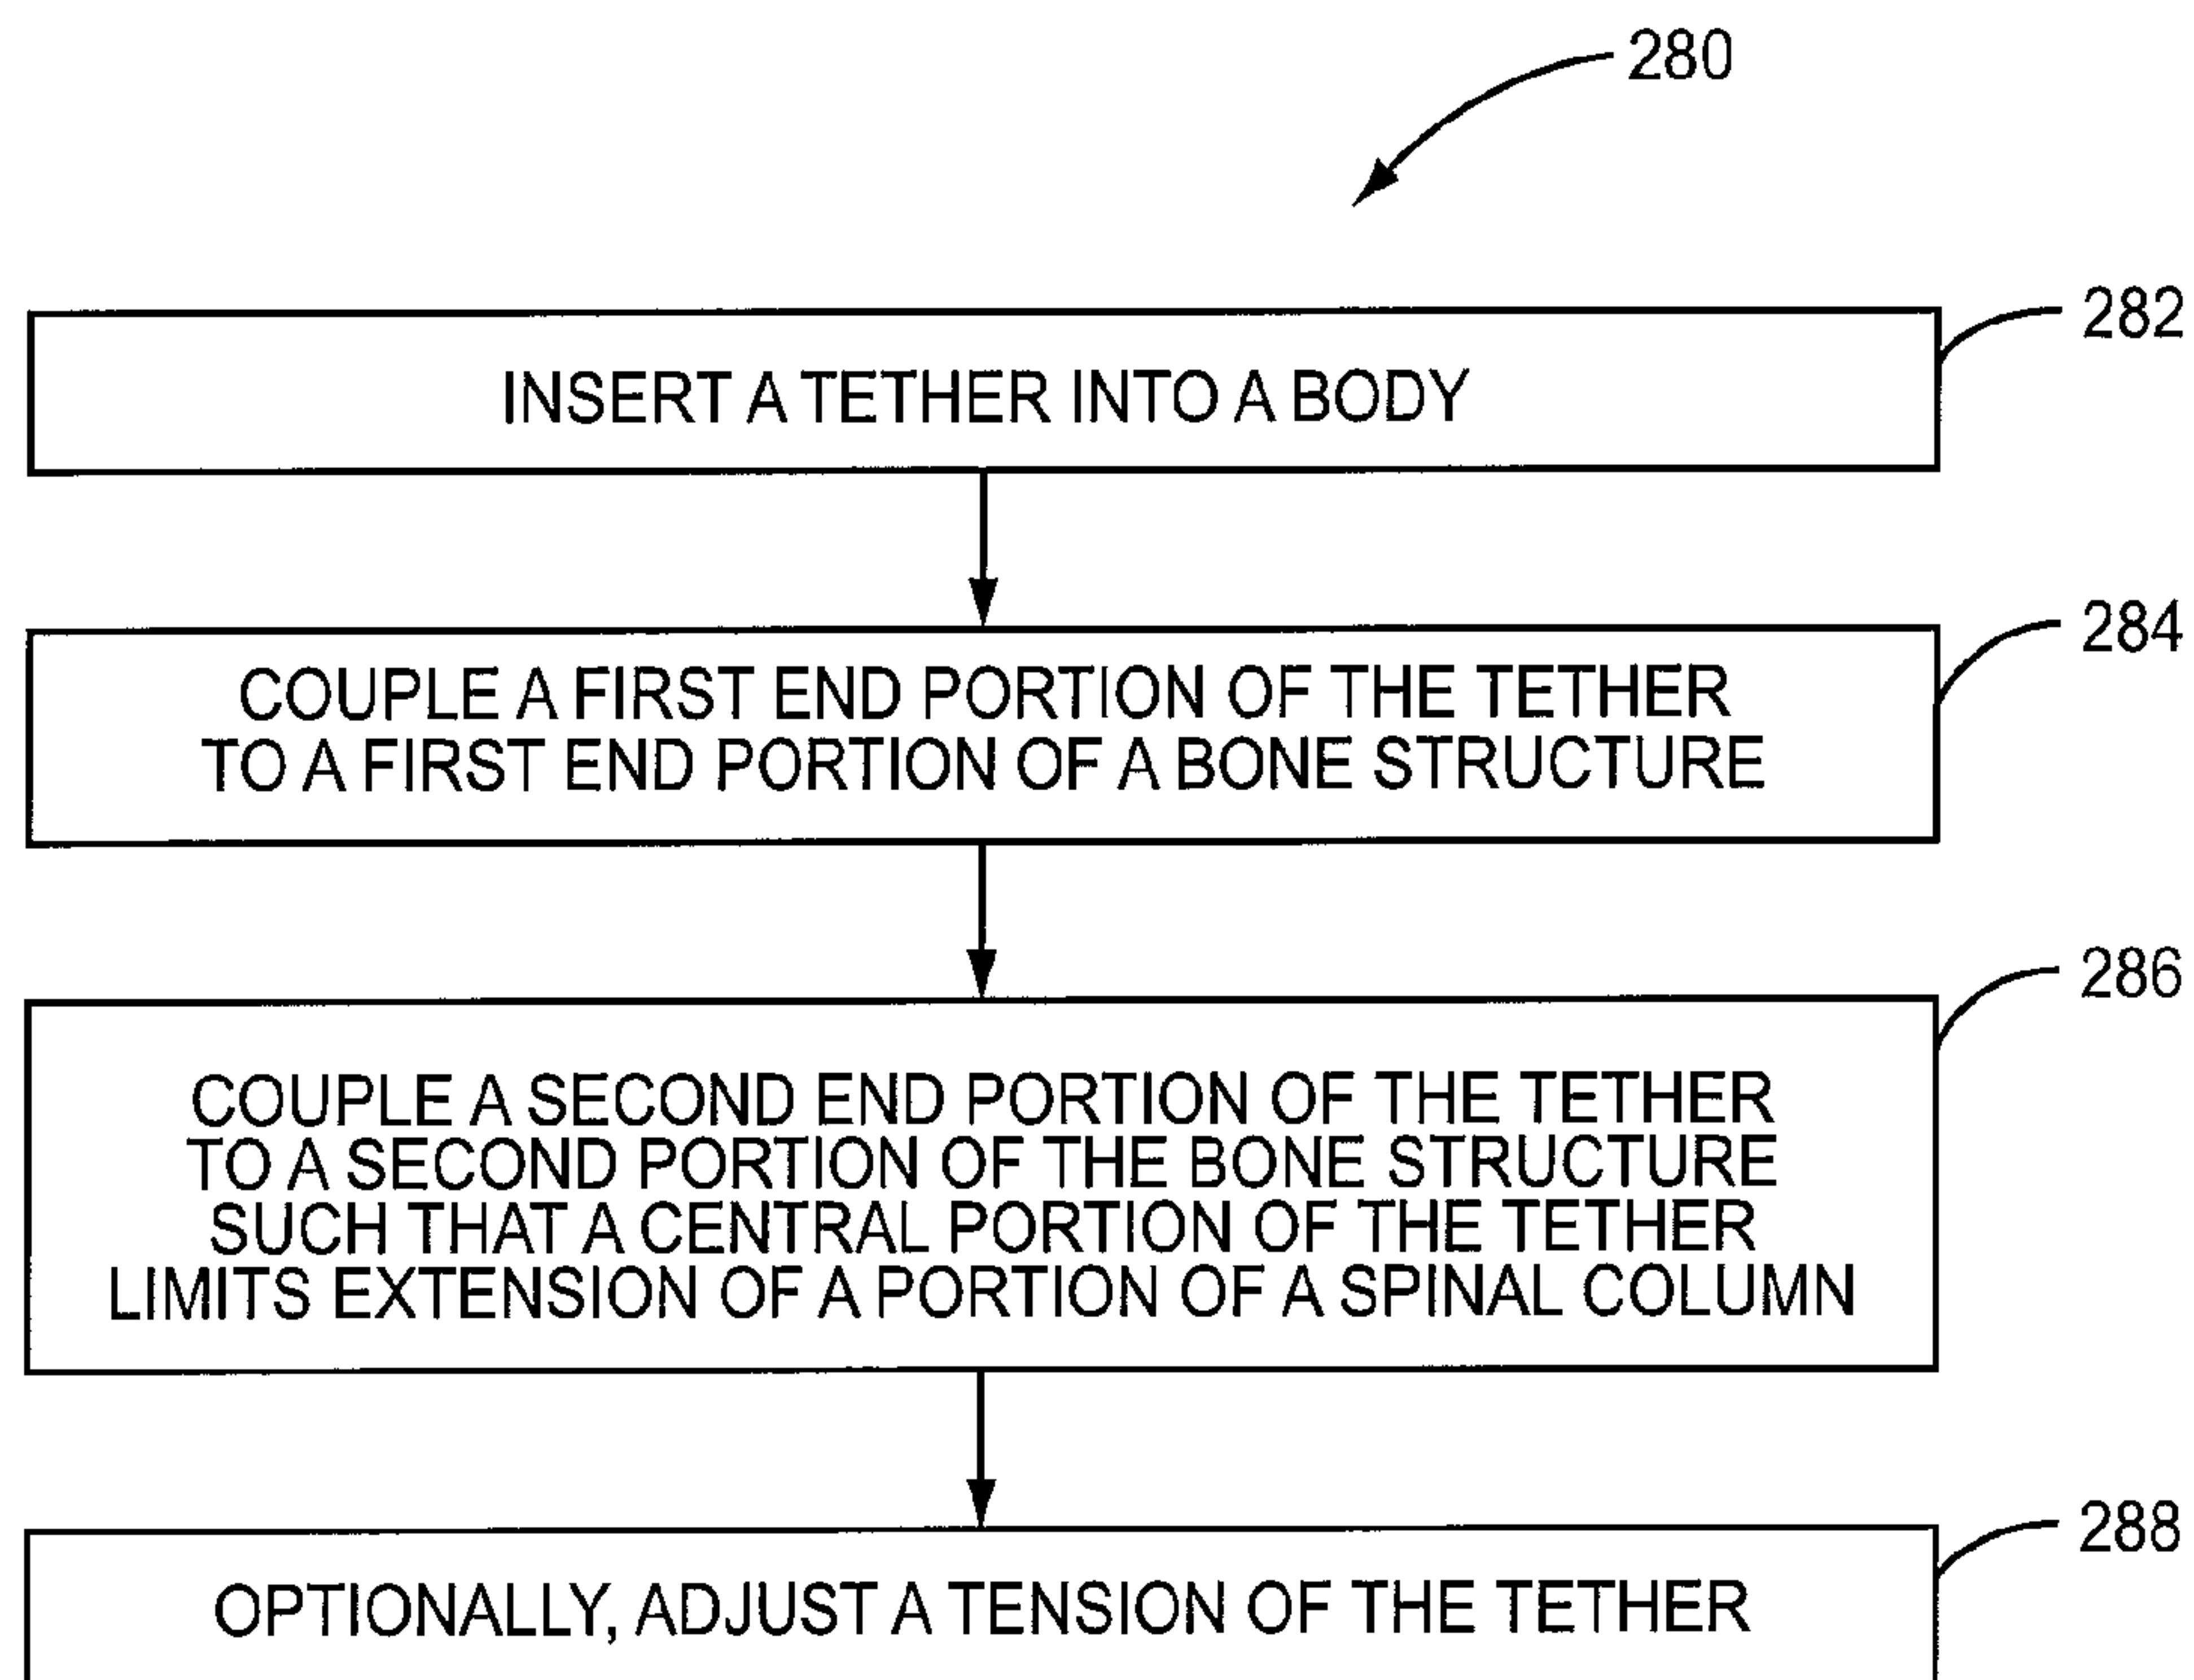 280
282
INSERT A TETHER INTO A BODY
284
COUPLE A FIRST END PORTION OF THE TETHER
TO A FIRST END PORTION OF A BONE STRUCTURE
286
COUPLE A SECOND END PORTION OF THE TETHER
TO A SECOND PORTION OF THE BONE STRUCTURE
SUCH THAT A CENTRAL PORTION OF THE TETHER
LIMITS EXTENSION OF A PORTION OF A SPINAL COLUMN
288
OPTIONALLY, ADJUST A TENSION OF THE TETHER